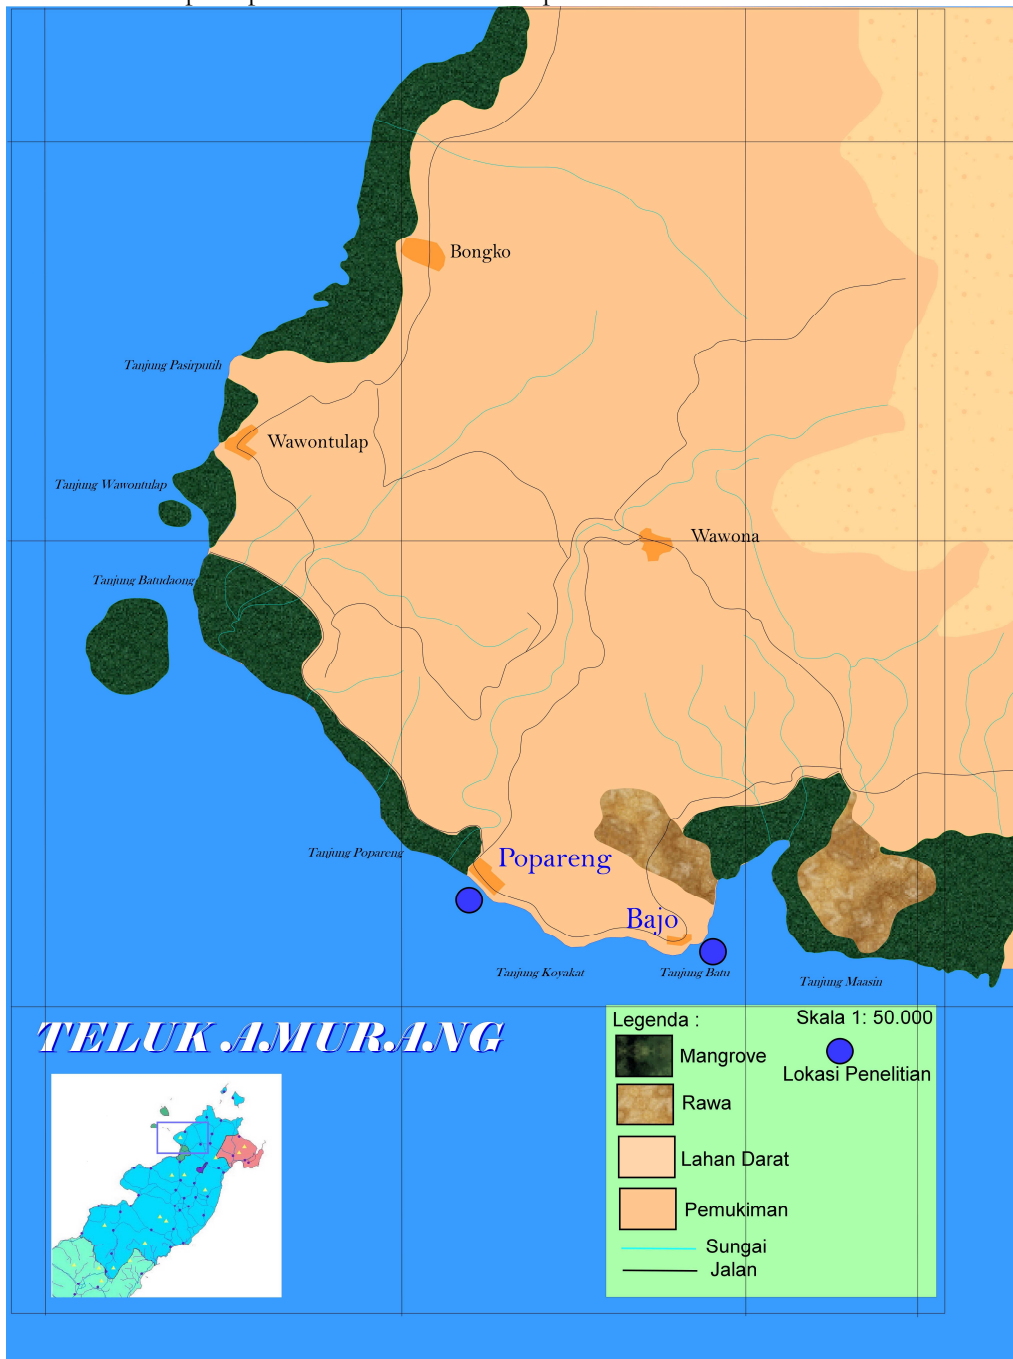 Bongko
Tanjung Pasirputih
Wawontulap
Tanjung Wawontulap
Wawona
Tanjung Batudaong
Tanjung Popareng
Popareng
Bajo
Tanjung Koyakat
Tanjung Batu
Tanjung Maasin
TELUK AMURANG
Legenda :
Skala 1: 50.000
Mangrove
Lokasi Penelitian
Rawa
Lahan Darat
Pemukiman
Sungai
Jalan